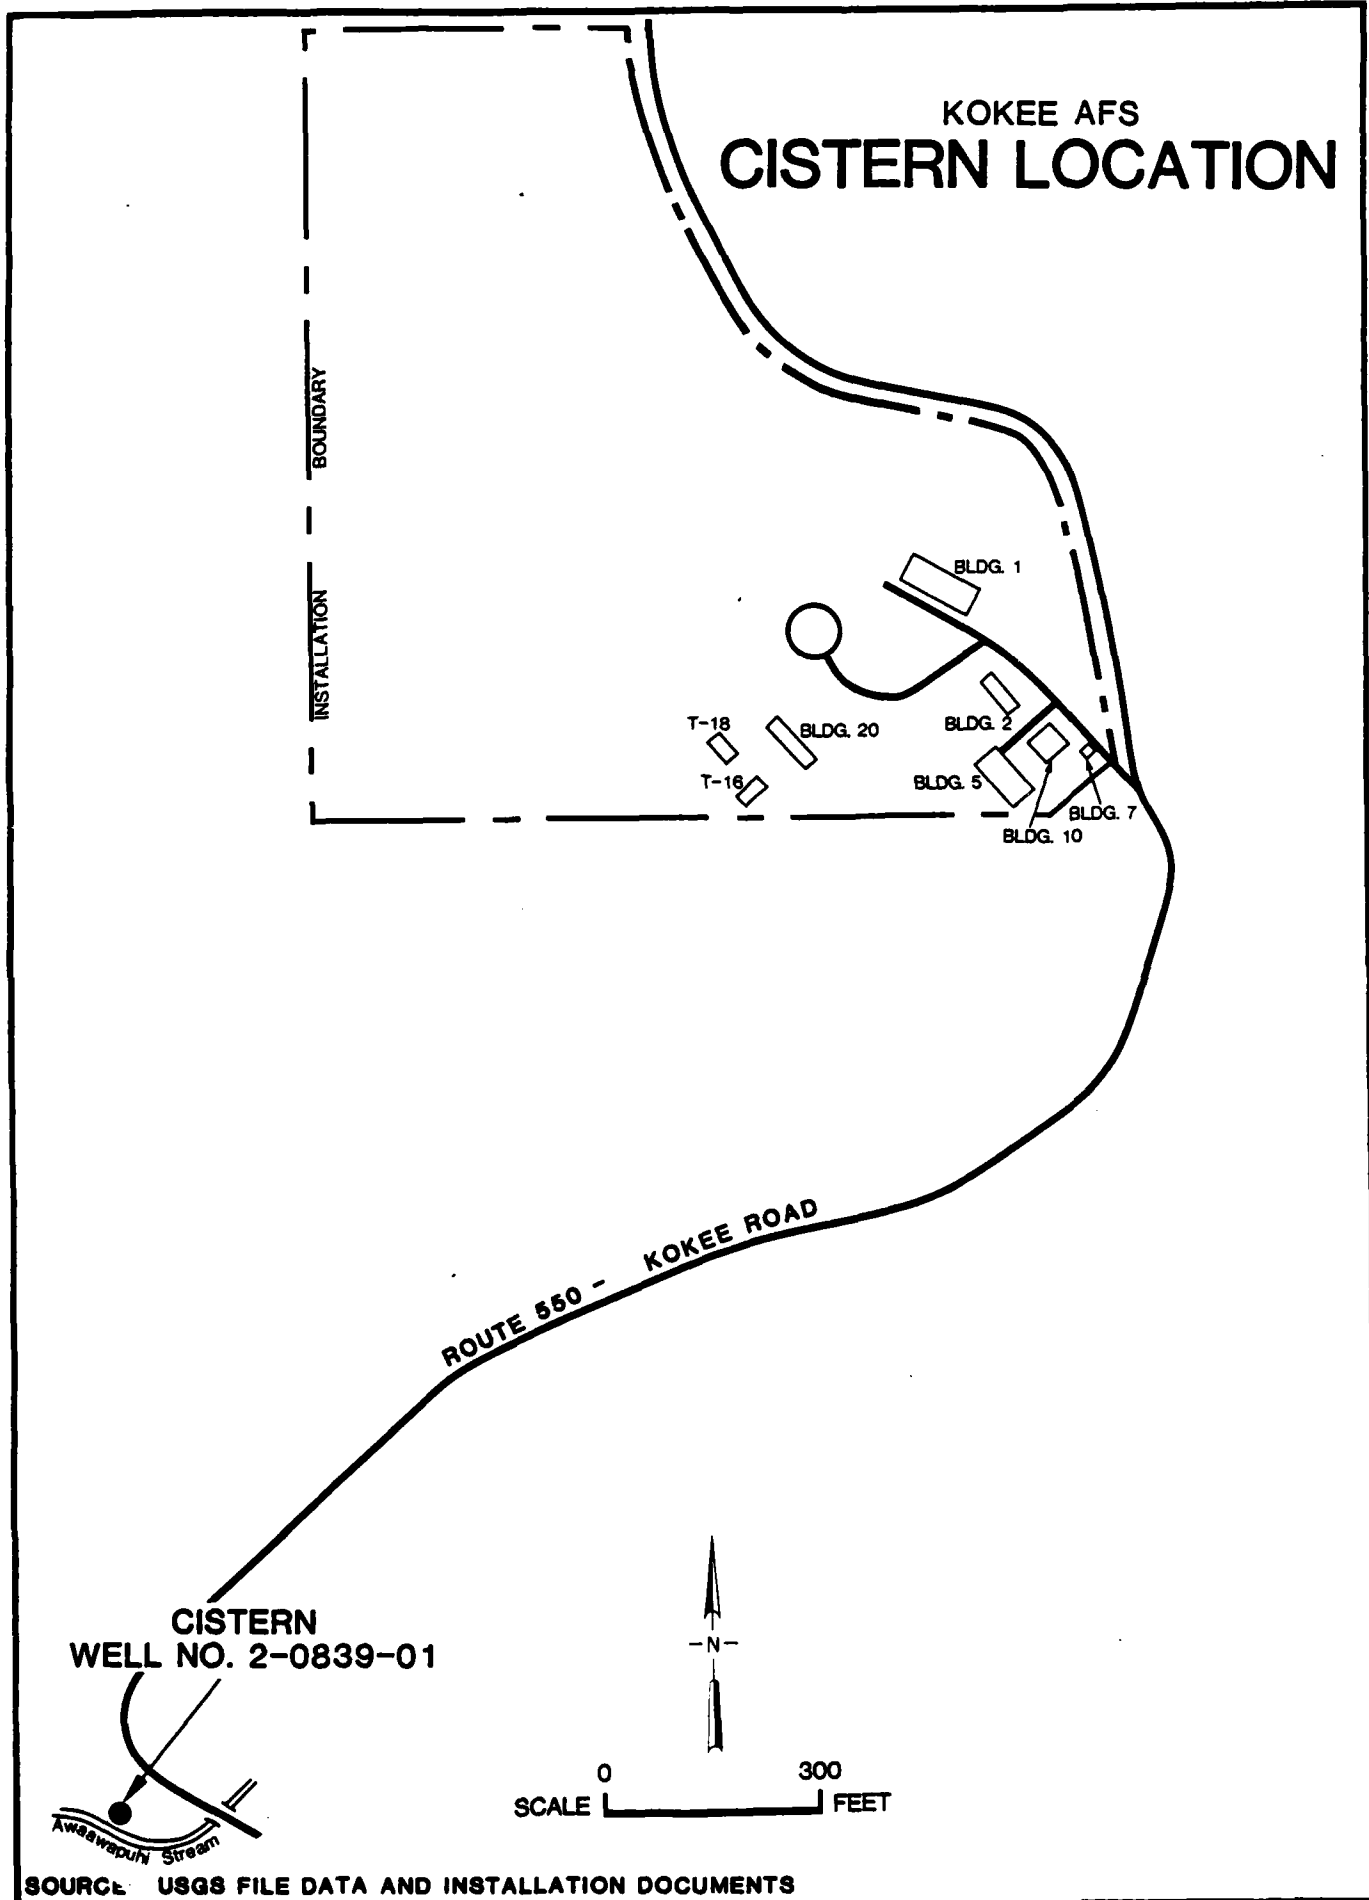 KOKEE AFS
CISTERN LOCATION
BOUNDARY
INSTALLATION
BLDG. 1
BLDG. 2
T-18
BLDG. 20
T-16
BLDG. 5
BLDG. 7
BLDG. 10
ROUTE 550 - KOKEE ROAD
CISTERN
WELL NO. 2-0839-01
-N-
0 300
SCALE FEET
Awaawapuhi Stream
SOURCE USGS FILE DATA AND INSTALLATION DOCUMENTS